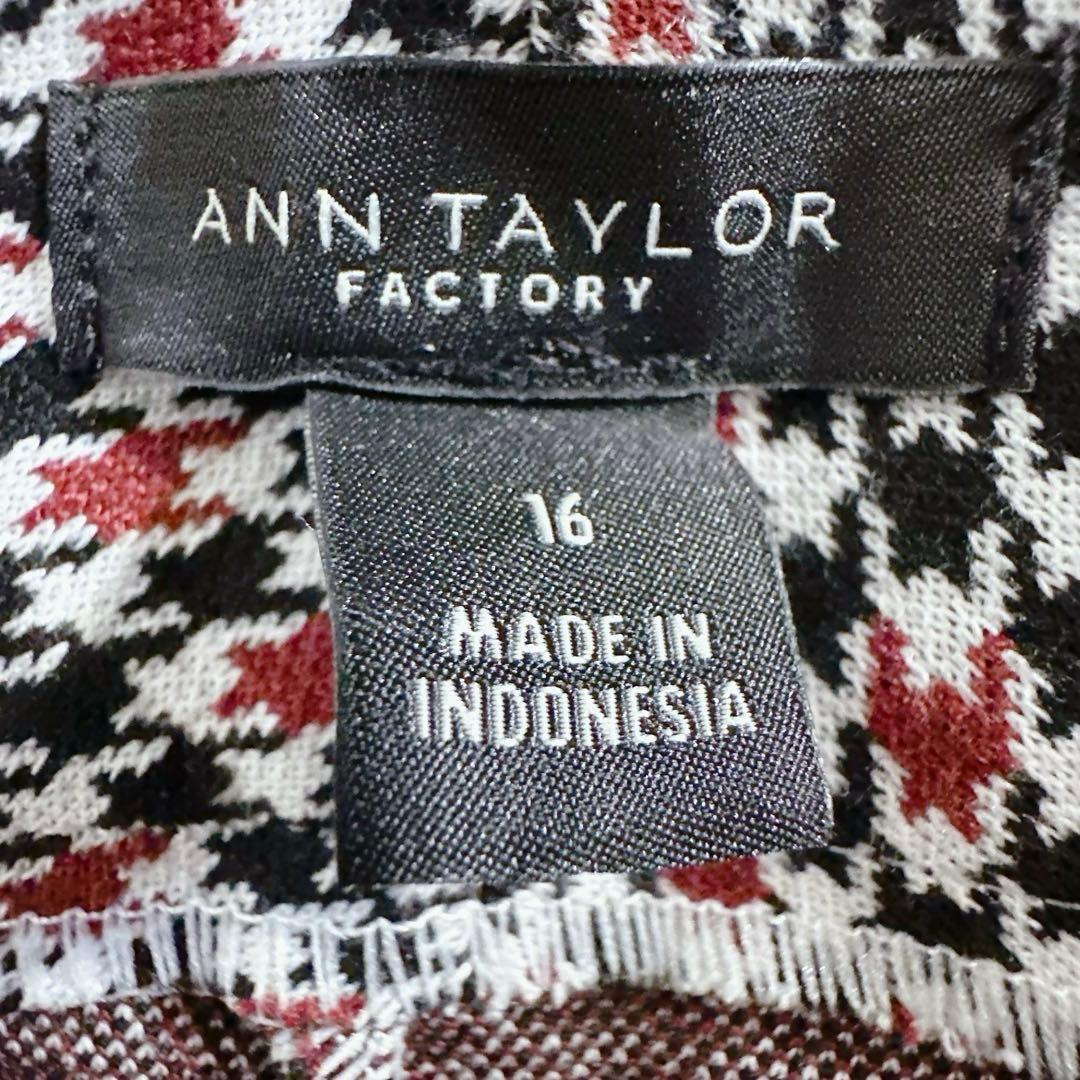 ANN TAYLOR
FACTORY
16
MADE IN
INDONESIA